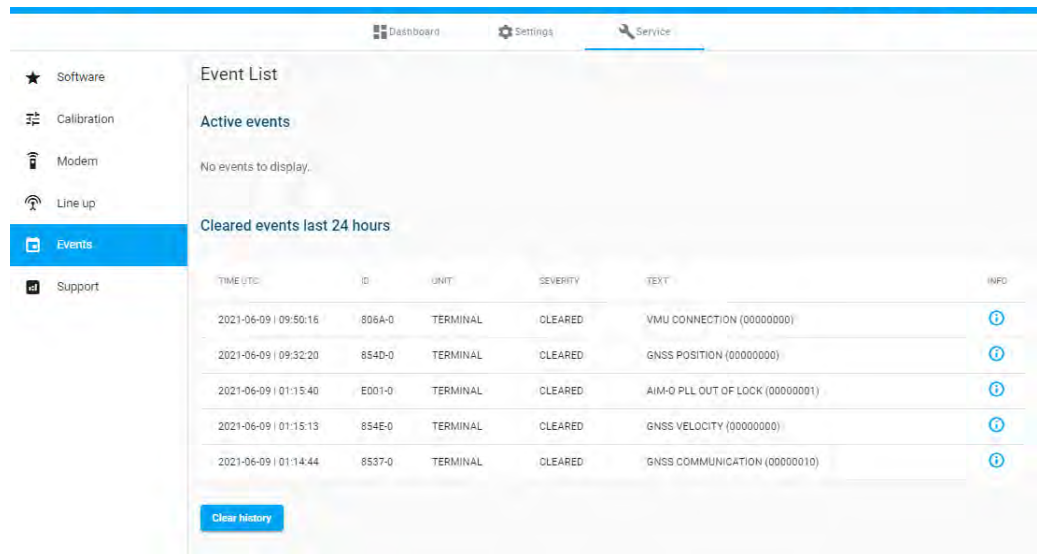 Dashboard Settings Service
Software
Calibration
Modem
Line up
Events
Support
Event List
Active events
No events to display.
Cleared events last 24 hours
TIME UTC ID UNIT SEVERITY TEXT INFO
2021-06-09 | 09:50:16 806A-0 TERMINAL CLEARED VMU CONNECTION (00000000)
2021-06-09 | 09:32:20 854D-0 TERMINAL CLEARED GNSS POSITION (00000000)
2021-06-09 | 01:15:40 E001-0 TERMINAL CLEARED AIM-0 PLL OUT OF LOCK (00000001)
2021-06-09 | 01:15:13 854E-0 TERMINAL CLEARED GNSS VELOCITY (00000000)
2021-06-09 | 01:14:44 8537-0 TERMINAL CLEARED GNSS COMMUNICATION (00000010)
Clear history